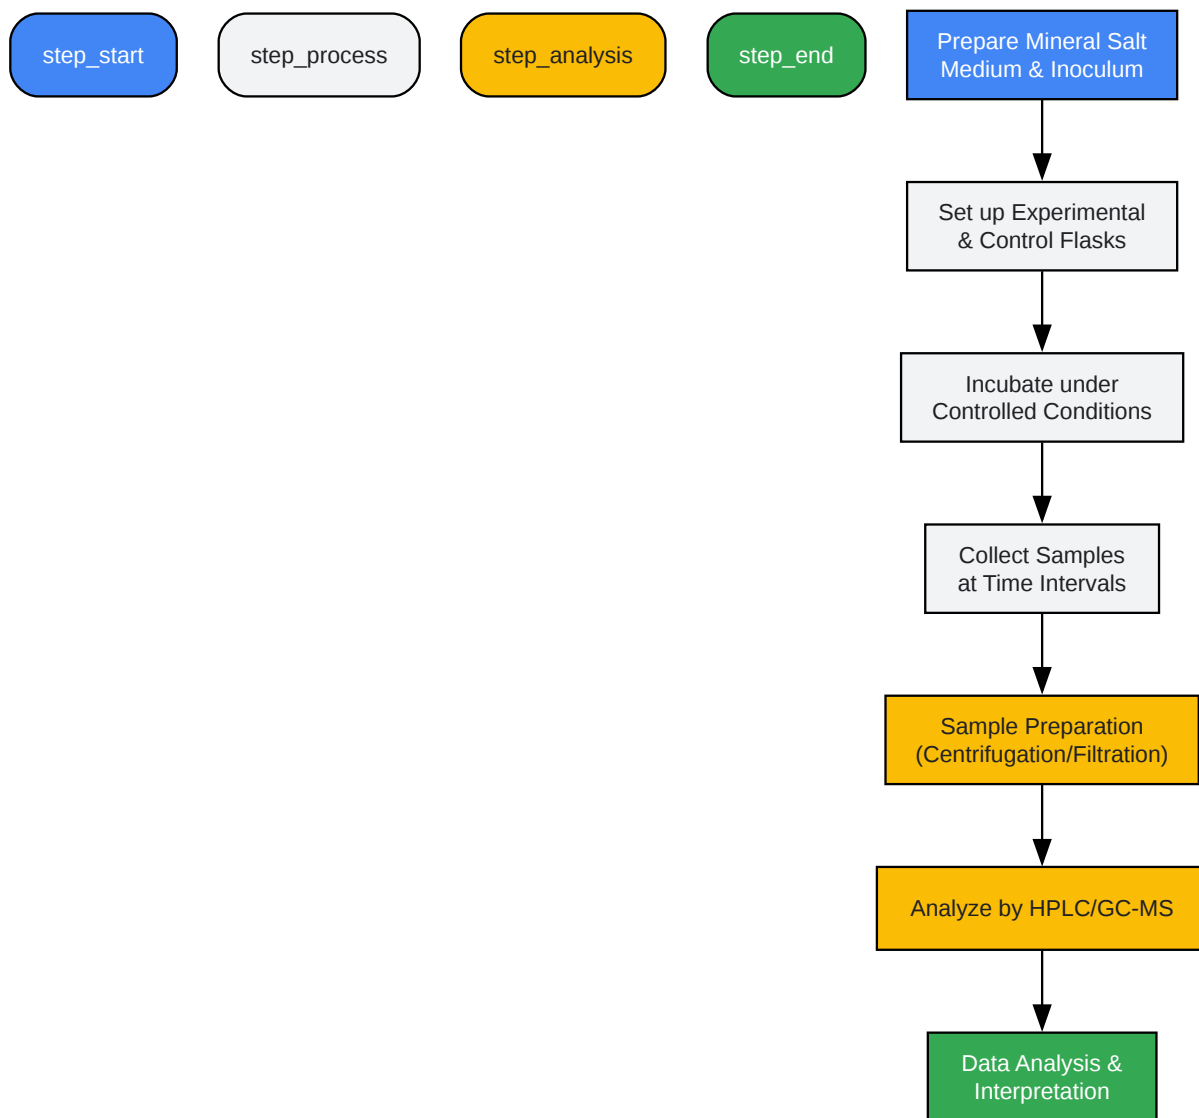 step_start
step_process
step_analysis
step_end
Prepare Mineral Salt
Medium & Inoculum
Set up Experimental
& Control Flasks
Incubate under
Controlled Conditions
Collect Samples
at Time Intervals
Sample Preparation
(Centrifugation/Filtration)
Analyze by HPLC/GC-MS
Data Analysis &
Interpretation